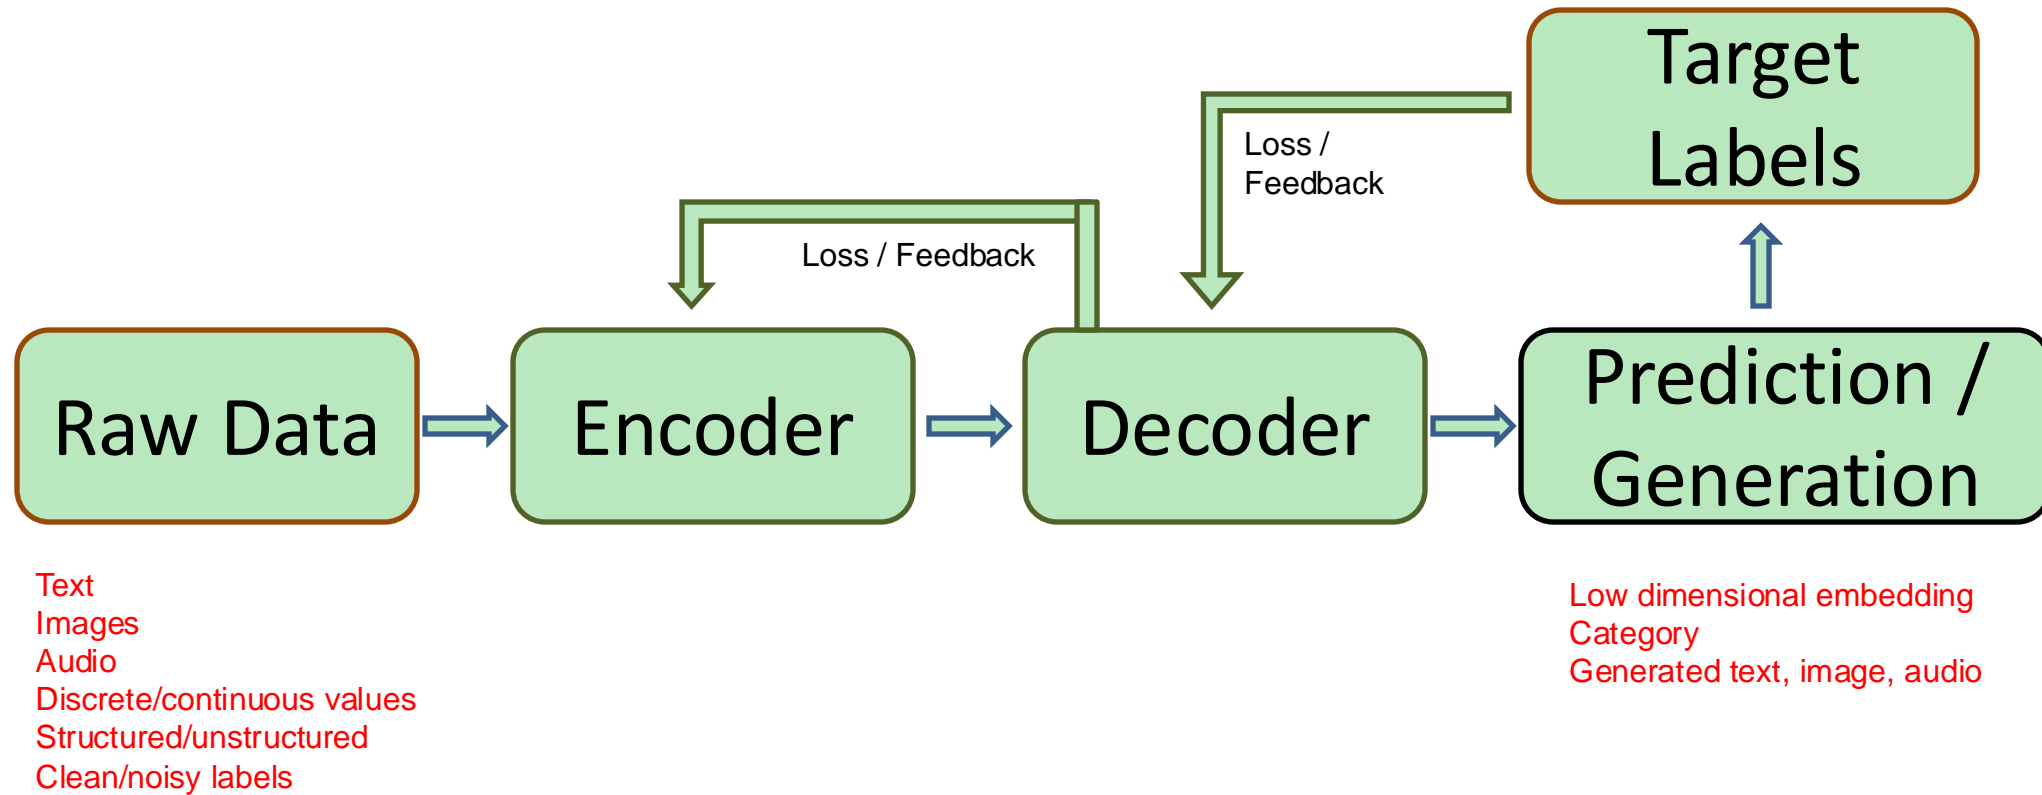 Target
Labels
Loss /
Feedback
Loss / Feedback
Raw Data
Encoder
Decoder
Prediction /
Generation
Text
Images
Audio
Discrete/continuous values
Structured/unstructured
Clean/noisy labels
Low dimensional embedding
Category
Generated text, image, audio